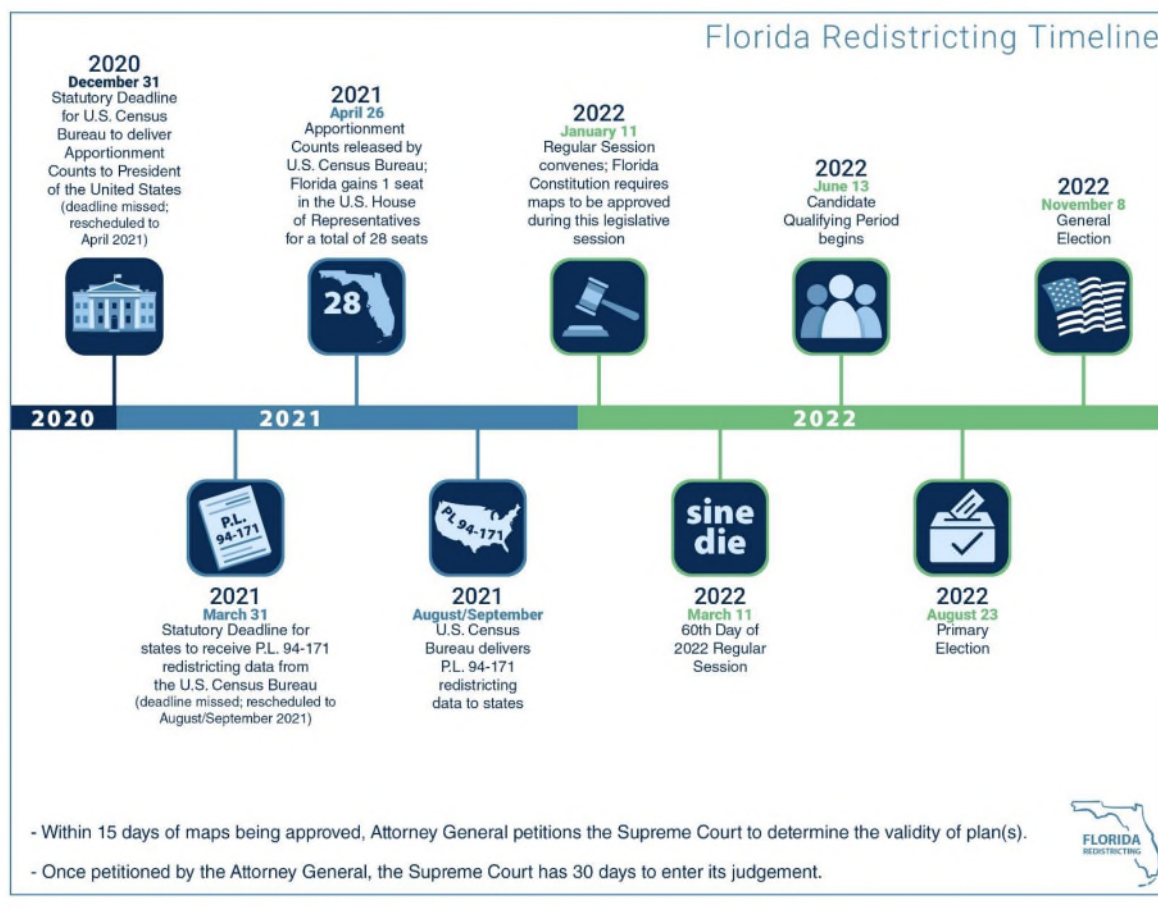 Florida Redistricting Timeline
2020
December 31
Statutory Deadline
for U.S. Census
Bureau to deliver
Apportionment
Counts to President
of the United States
(deadline missed;
rescheduled to
April 2021)
2021
April 26
Apportionment
Counts released by
U.S. Census Bureau;
Florida gains 1 seat
in the U.S. House
of Representatives
for a total of 28 seats
28
2022
January 11
Regular Session
convenes; Florida
Constitution requires
maps to be approved
during this legislative
session
2022
June 13
Candidate
Qualifying Period
begins
2022
November 8
General
Election
2020
2021
2022
P.L.
94-171
2021
March 31
Statutory Deadline for
states to receive P.L. 94-171
redistricting data from
the U.S. Census Bureau
(deadline missed; rescheduled to
August/September 2021)
PL 94-171
2021
August/September
U.S. Census
Bureau delivers
P.L. 94-171
redistricting
data to states
sine
die
2022
March 11
60th Day of
2022 Regular
Session
2022
August 23
Primary
Election
- Within 15 days of maps being approved, Attorney General petitions the Supreme Court to determine the validity of plan(s).
- Once petitioned by the Attorney General, the Supreme Court has 30 days to enter its judgement.
FLORIDA
REDISTRICTING